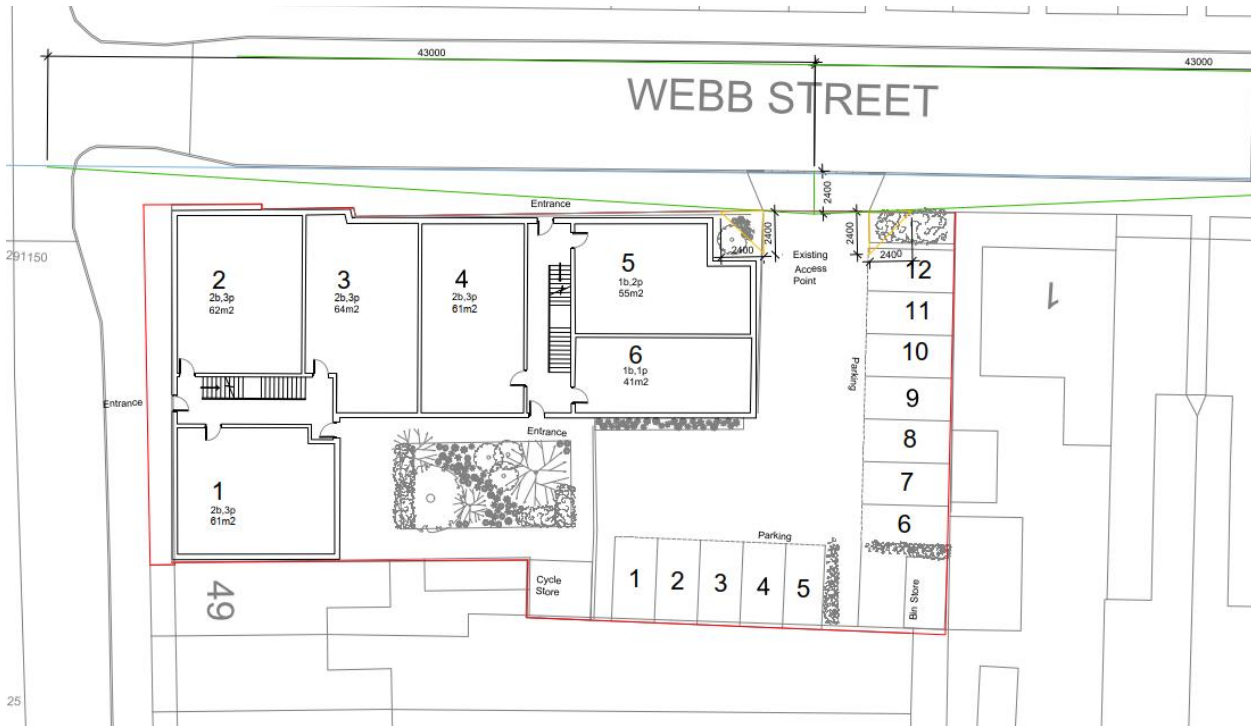 43000
43000
WEBB STREET
2400
Entrance
2400
2400
2400
2400
Existing
Access
Point
291150
2
2b,3p
62m2
3
2b,3p
64m2
4
2b,3p
61m2
5
1b,2p
55m2
6
1b,1p
41m2
12
11
10
9
8
7
6
Parking
1
Entrance
Entrance
1
2b,3p
61m2
49
Cycle
Store
Parking
1
2
3
4
5
Bin Store
25